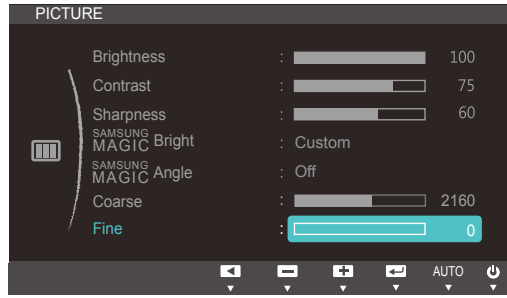 PICTURE
Brightness : 100
Contrast : 75
Sharpness : 60
SAMSUNG MAGIC Bright : Custom
SAMSUNG MAGIC Angle : Off
Coarse : 2160
Fine : 0
AUTO